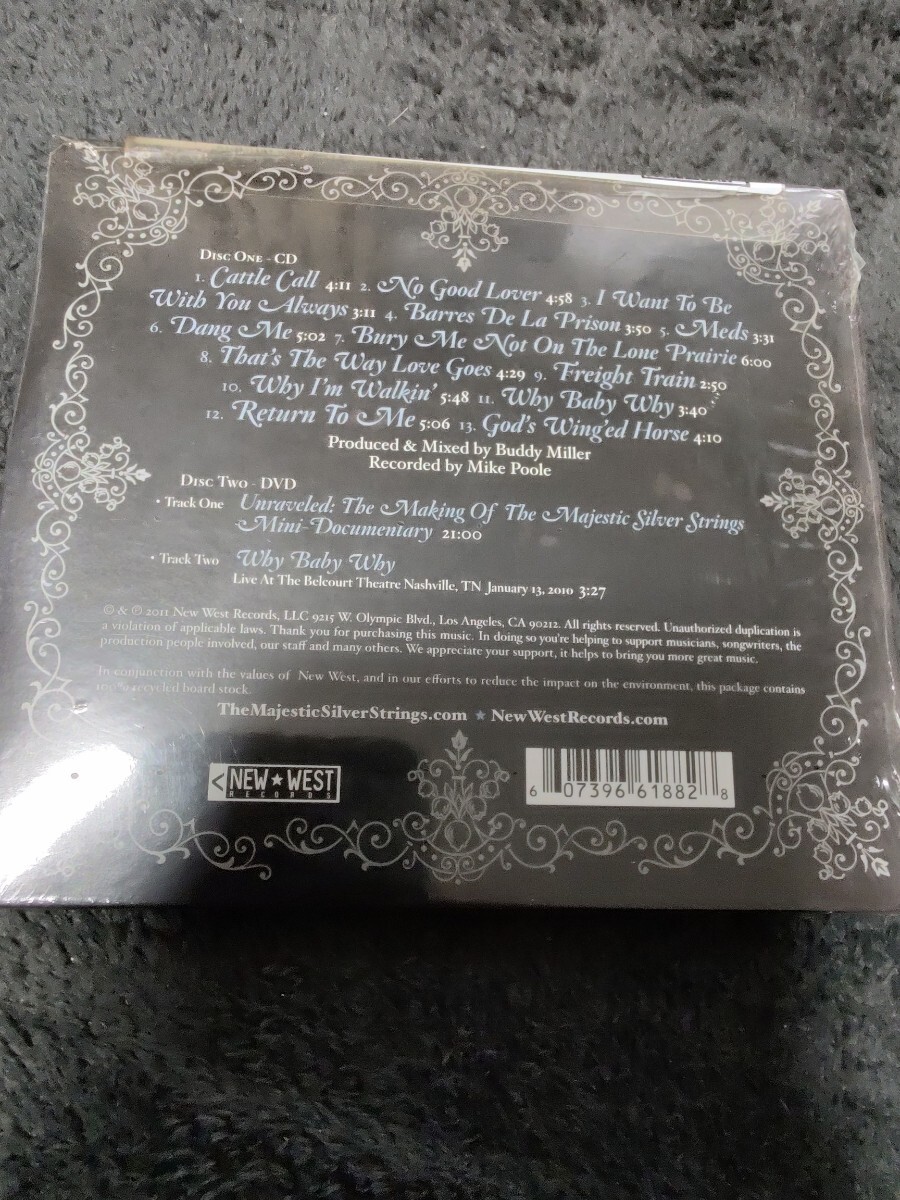 Disc One - CD
1. Cattle Call 4:11 2. No Good Lover 4:58 3. I Want To Be
With You Always 3:11 4. Barres De La Prison 3:50 5. Meds 3:31
6. Dang Me 5:02 7. Bury Me Not On The Lone Prairie 6:00
8. That's The Way Love Goes 4:29 9. Freight Train 2:50
10. Why I'm Walkin' 5:48 11. Why Baby Why 3:40
12. Return To Me 5:06 13. God's Wing'ed Horse 4:10
Produced & Mixed by Buddy Miller
Recorded by Mike Poole
Disc Two - DVD
• Track One Unraveled: The Making Of The Majestic Silver Strings
Mini-Documentary 21:00
• Track Two Why Baby Why
Live At The Belcourt Theatre Nashville, TN January 13, 2010 3:27
© & ℗ 2011 New West Records, LLC 9215 W. Olympic Blvd., Los Angeles, CA 90212. All rights reserved. Unauthorized duplication is
a violation of applicable laws. Thank you for purchasing this music. In doing so you're helping to support musicians, songwriters, the
production people involved, our staff and many others. We appreciate your support, it helps to bring you more great music.
In conjunction with the values of New West, and in our efforts to reduce the impact on the environment, this package contains
recycled board stock.
TheMajesticSilverStrings.com ★ NewWestRecords.com
NEW★WEST
RECORDS
6 07396 61882 8